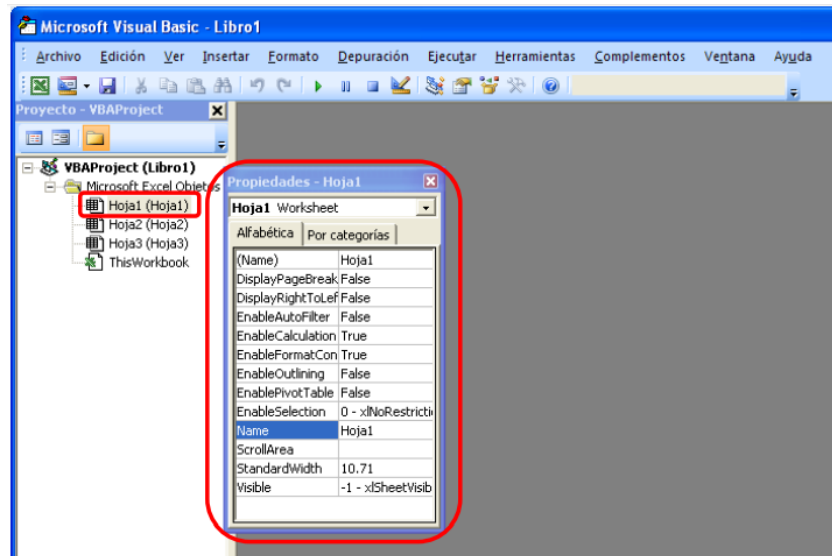 Microsoft Visual Basic - Libro1
Archivo Edición Ver Insertar Formato Depuración Ejecutar Herramientas Complementos Ventana Ayuda
Proyecto - VBAProject
VBAProject (Libro1)
Microsoft Excel Objetos
Hoja1 (Hoja1)
Hoja2 (Hoja2)
Hoja3 (Hoja3)
ThisWorkbook
Propiedades - Hoja1
Hoja1 Worksheet
Alfabética Por categorías
(Name) Hoja1
DisplayPageBreak False
DisplayRightToLef False
EnableAutoFilter False
EnableCalculation True
EnableFormatCon True
EnableOutlining False
EnablePivotTable False
EnableSelection 0 - xlNoRestricti
Name Hoja1
ScrollArea
StandardWidth 10.71
Visible -1 - xlSheetVisib